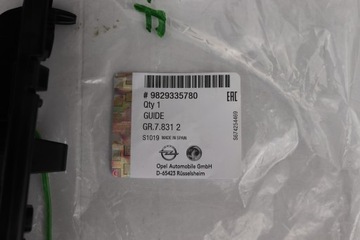 # 9829335780
Qty 1
GUIDE
GR.7.831 2
S1019 MADE IN SPAIN
Opel Automobile GmbH
D-65423 Rüsselsheim
EAC